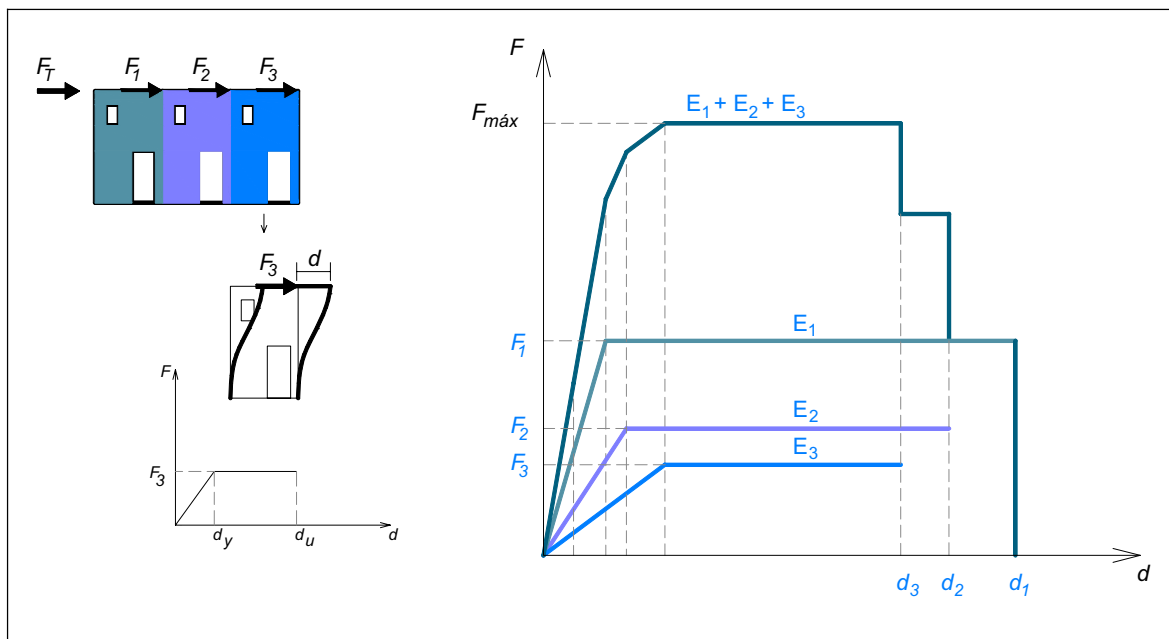 F_T F_1 F_2 F_3
F_3 d
F
F_3
d_y d_u d
F
F_máx
E_1 + E_2 + E_3
F_1
E_1
F_2
E_2
F_3
E_3
d_3 d_2 d_1 d